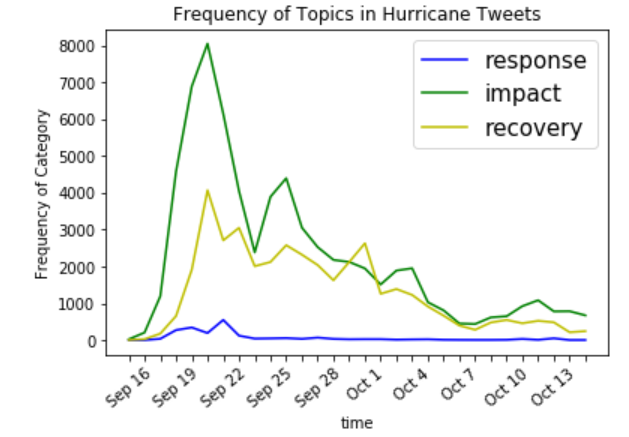 Frequency of Topics in Hurricane Tweets
response
impact
recovery
Frequency of Category
8000
7000
6000
5000
4000
3000
2000
1000
0
Sep 16
Sep 19
Sep 22
Sep 25
Sep 28
Oct 1
Oct 4
Oct 7
Oct 10
Oct 13
time